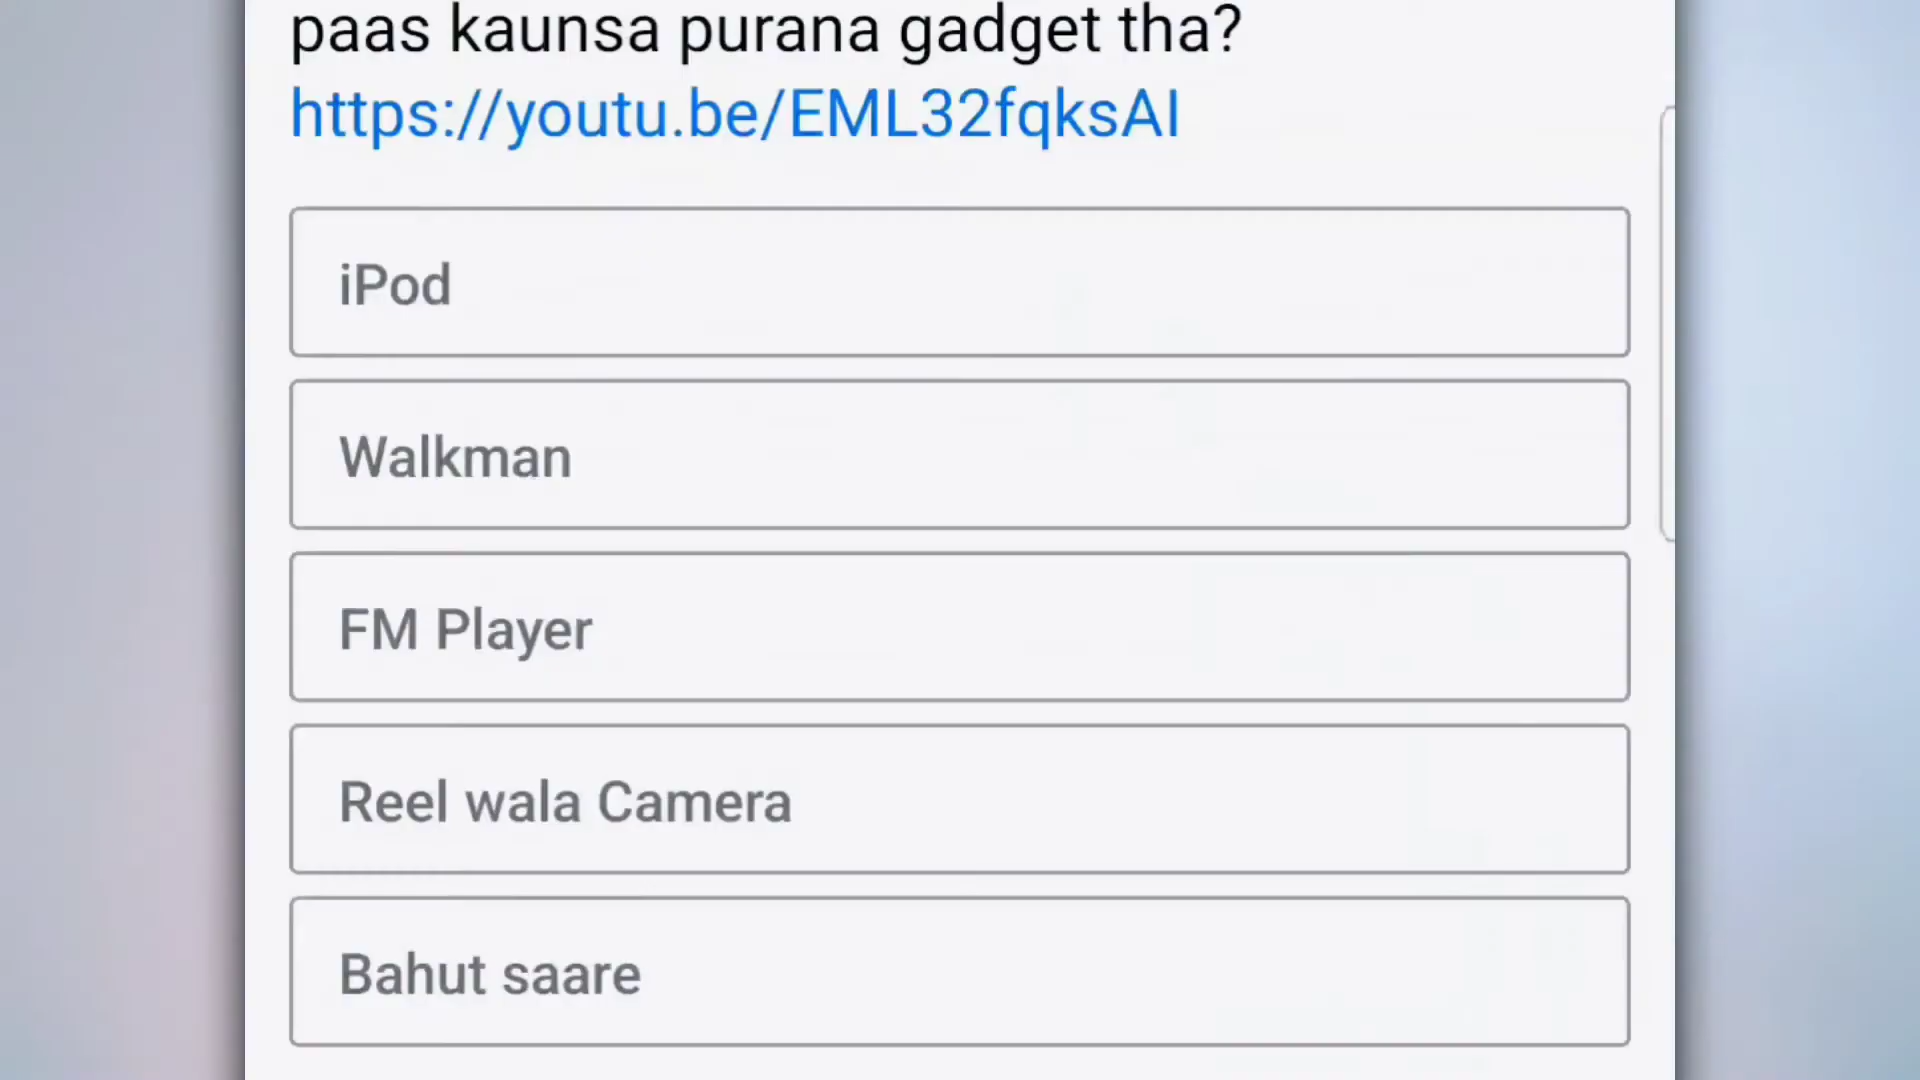 paas kaunsa purana gadget tha?
https://youtu.be/EML32fqksAI
iPod
Walkman
FM Player
Reel wala Camera
Bahut saare